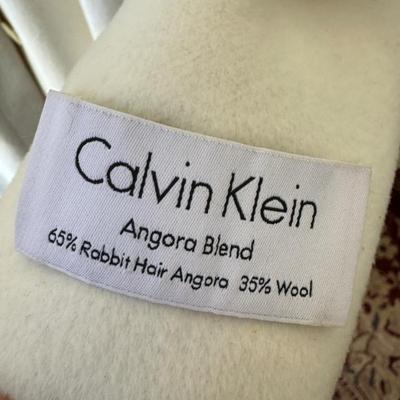 Calvin Klein
Angora Blend
65% Rabbit Hair Angora 35% Wool